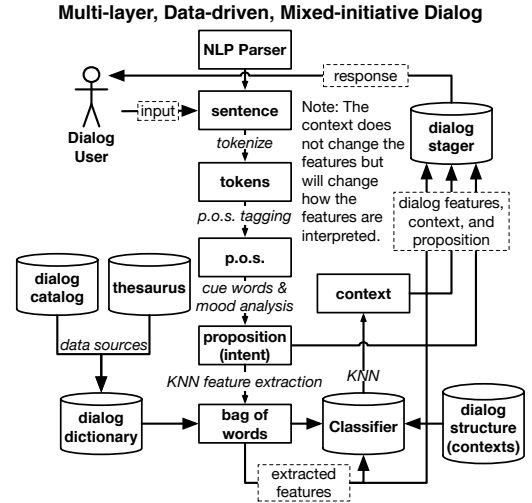 Multi-layer, Data-driven, Mixed-initiative Dialog
NLP Parser
response
input
sentence
Dialog
User
tokenize
Note: The
context does
not change the
features but
will change
how the
features are
interpreted.
dialog
stager
tokens
p.o.s. tagging
dialog features,
context, and
proposition
p.o.s.
dialog
catalog
thesaurus
cue words &
mood analysis
context
data sources
proposition
(intent)
KNN feature extraction
KNN
dialog
dictionary
bag of
words
Classifier
dialog
structure
(contexts)
extracted
features